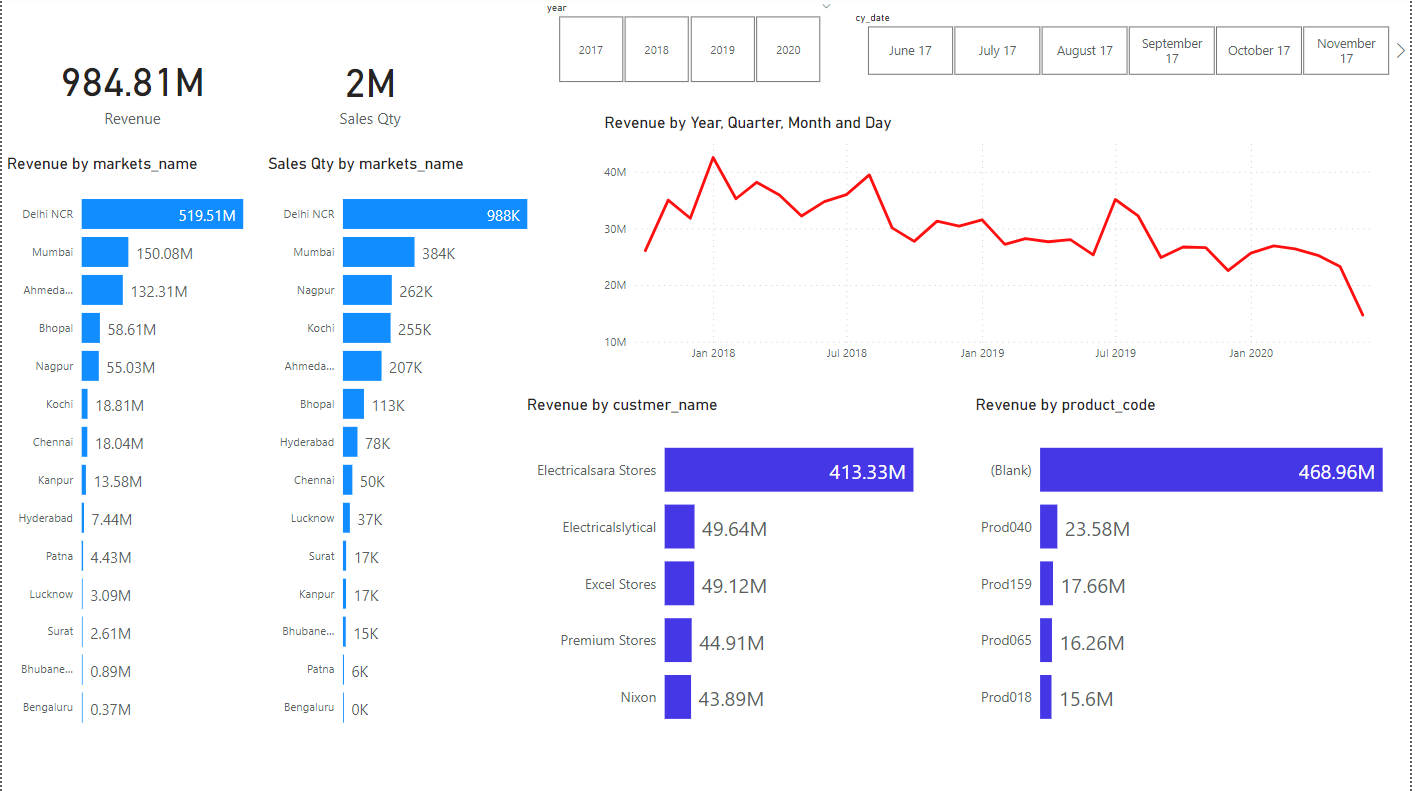 year
2017
2018
2019
2020
cy_date
June 17
July 17
August 17
September
17
October 17
November
17
984.81M
Revenue
2M
Sales Qty
Revenue by markets_name
Delhi NCR
519.51M
Mumbai
150.08M
Ahmeda...
132.31M
Bhopal
58.61M
Nagpur
55.03M
Kochi
18.81M
Chennai
18.04M
Kanpur
13.58M
Hyderabad
7.44M
Patna
4.43M
Lucknow
3.09M
Surat
2.61M
Bhubane...
0.89M
Bengaluru
0.37M
Sales Qty by markets_name
Delhi NCR
988K
Mumbai
384K
Nagpur
262K
Kochi
255K
Ahmeda...
207K
Bhopal
113K
Hyderabad
78K
Chennai
50K
Lucknow
37K
Surat
17K
Kanpur
17K
Bhubane...
15K
Patna
6K
Bengaluru
0K
Revenue by Year, Quarter, Month and Day
40M
30M
20M
10M
Jan 2018
Jul 2018
Jan 2019
Jul 2019
Jan 2020
Revenue by custmer_name
Electricalsara Stores
413.33M
Electricalslytical
49.64M
Excel Stores
49.12M
Premium Stores
44.91M
Nixon
43.89M
Revenue by product_code
(Blank)
468.96M
Prod040
23.58M
Prod159
17.66M
Prod065
16.26M
Prod018
15.6M